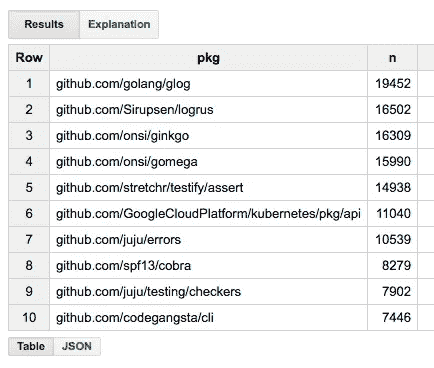 Results Explanation
Row pkg n
1 github.com/golang/glog 19452
2 github.com/Sirupsen/logrus 16502
3 github.com/onsi/ginkgo 16309
4 github.com/onsi/gomega 15990
5 github.com/stretchr/testify/assert 14938
6 github.com/GoogleCloudPlatform/kubernetes/pkg/api 11040
7 github.com/juju/errors 10539
8 github.com/spf13/cobra 8279
9 github.com/juju/testing/checkers 7902
10 github.com/codegangsta/cli 7446
Table JSON